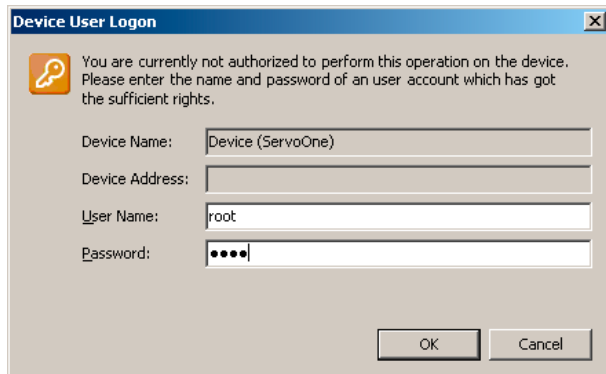 Device User Logon
You are currently not authorized to perform this operation on the device.
Please enter the name and password of an user account which has got
the sufficient rights.
Device Name: Device (ServoOne)
Device Address:
User Name: root
Password: ●●●●
OK Cancel